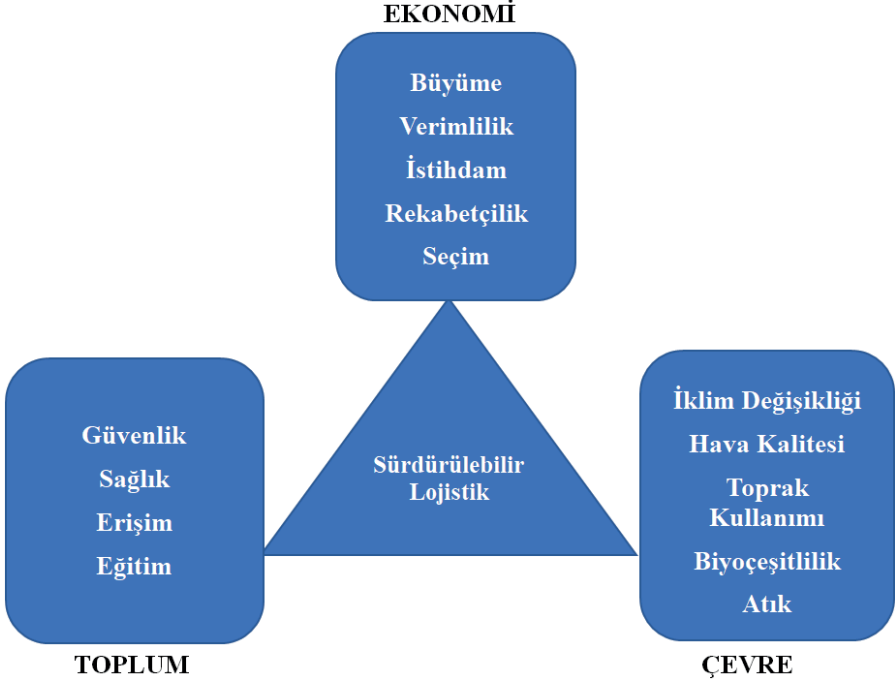 EKONOMİ
Büyüme
Verimlilik
İstihdam
Rekabetçilik
Seçim
Güvenlik
Sağlık
Erişim
Eğitim
TOPLUM
Sürdürülebilir
Lojistik
İklim Değişikliği
Hava Kalitesi
Toprak
Kullanımı
Biyoçeşitlilik
Atık
ÇEVRE